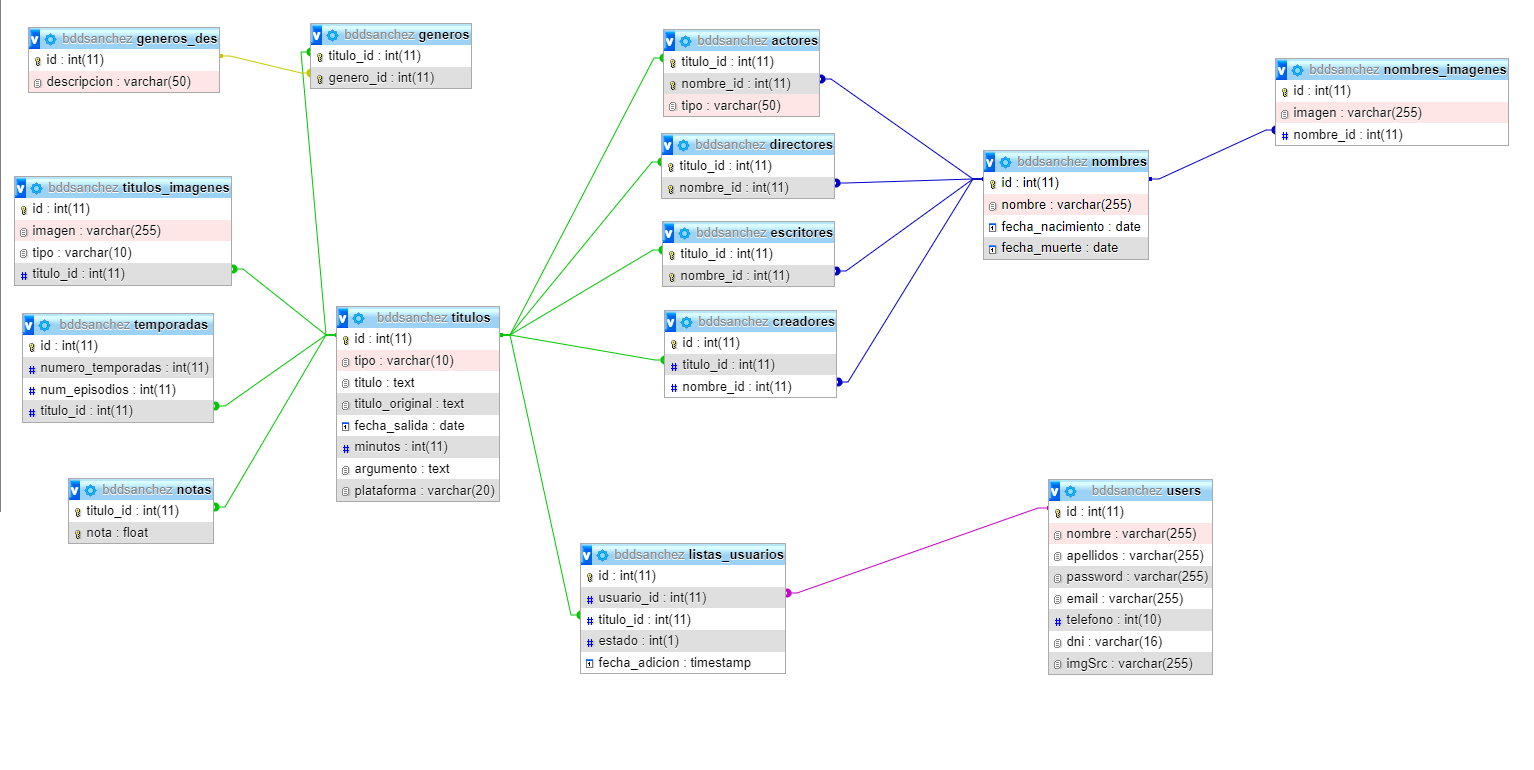 v bddsanchez generos_des
id : int(11)
descripcion : varchar(50)
v bddsanchez generos
titulo_id : int(11)
genero_id : int(11)
v bddsanchez actores
titulo_id : int(11)
nombre_id : int(11)
tipo : varchar(50)
v bddsanchez nombres_imagenes
id : int(11)
imagen : varchar(255)
# nombre_id : int(11)
v bddsanchez directores
titulo_id : int(11)
nombre_id : int(11)
v bddsanchez nombres
id : int(11)
nombre : varchar(255)
fecha_nacimiento : date
fecha_muerte : date
v bddsanchez titulos_imagenes
id : int(11)
imagen : varchar(255)
tipo : varchar(10)
# titulo_id : int(11)
v bddsanchez escritores
titulo_id : int(11)
nombre_id : int(11)
v bddsanchez temporadas
id : int(11)
# numero_temporadas : int(11)
# num_episodios : int(11)
# titulo_id : int(11)
v bddsanchez titulos
id : int(11)
tipo : varchar(10)
titulo : text
titulo_original : text
fecha_salida : date
# minutos : int(11)
argumento : text
plataforma : varchar(20)
v bddsanchez creadores
id : int(11)
# titulo_id : int(11)
# nombre_id : int(11)
v bddsanchez notas
titulo_id : int(11)
nota : float
v bddsanchez listas_usuarios
id : int(11)
# usuario_id : int(11)
# titulo_id : int(11)
# estado : int(1)
fecha_adicion : timestamp
v bddsanchez users
id : int(11)
nombre : varchar(255)
apellidos : varchar(255)
password : varchar(255)
email : varchar(255)
# telefono : int(10)
dni : varchar(16)
imgSrc : varchar(255)